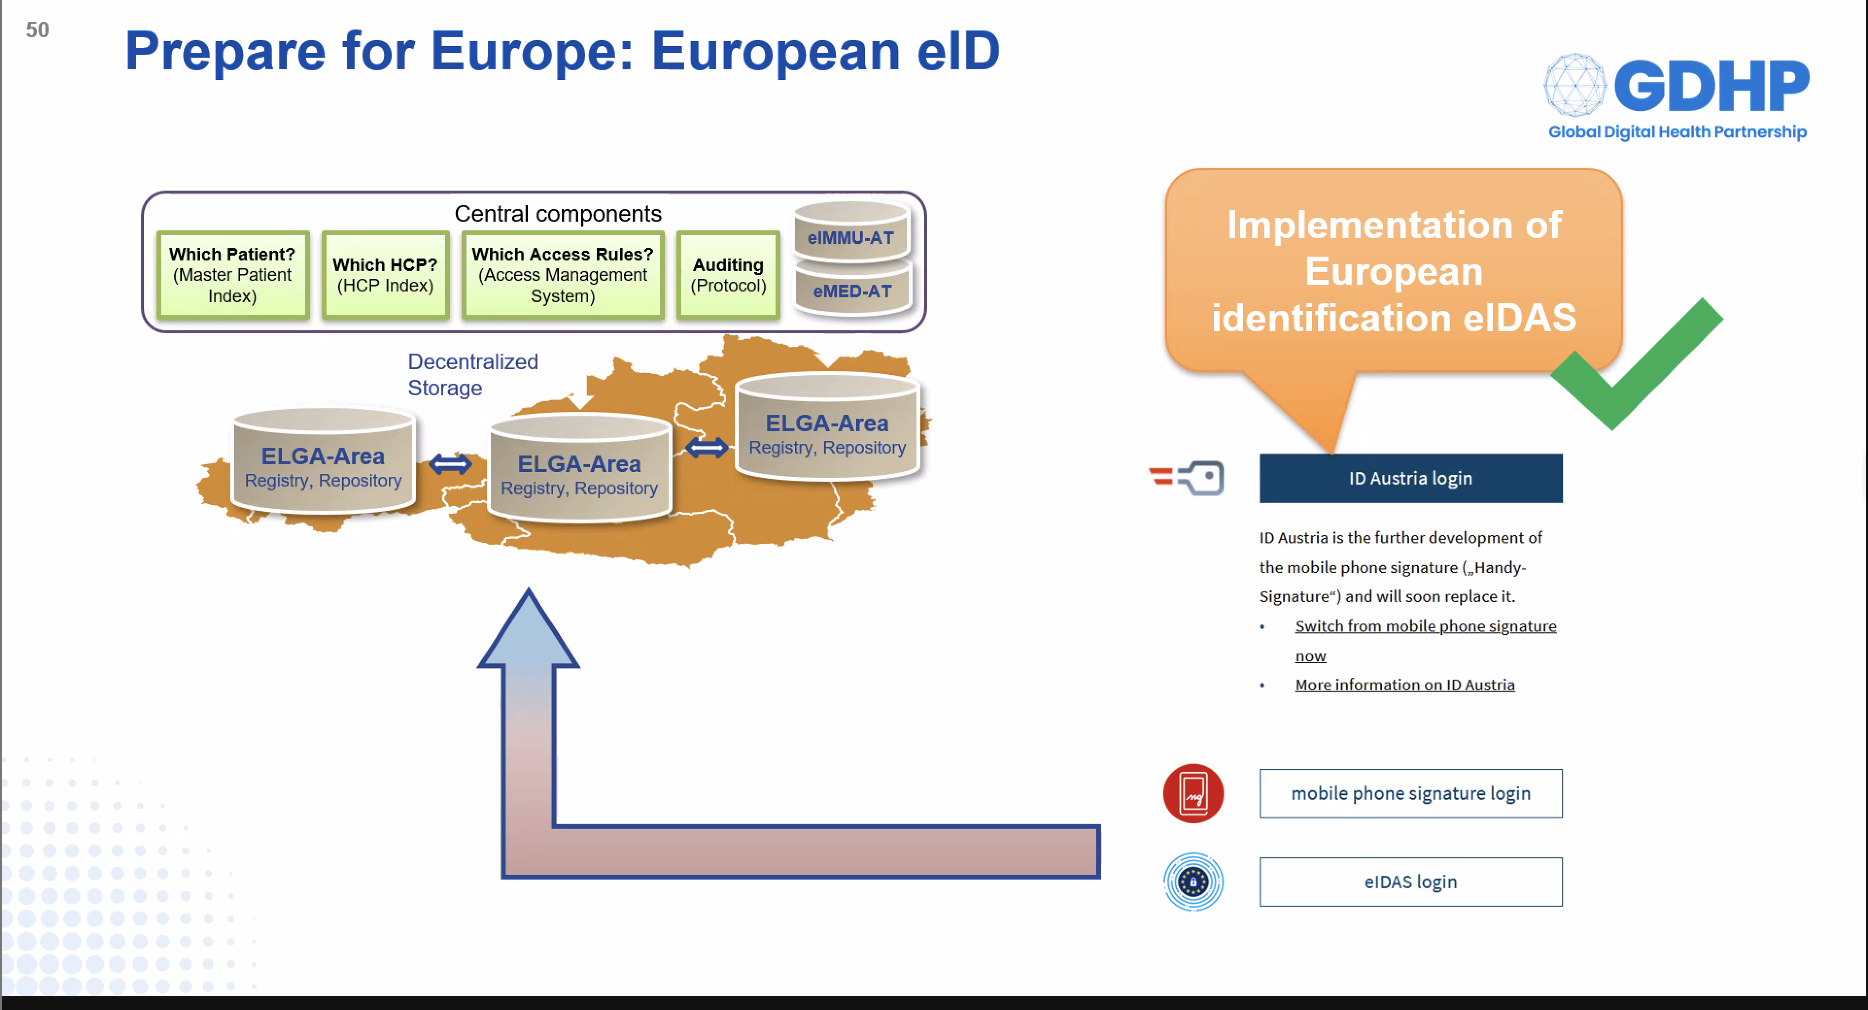 50
Prepare for Europe: European eID
GDHP
Global Digital Health Partnership
Central components
Which Patient?
(Master Patient
Index)
Which HCP?
(HCP Index)
Which Access Rules?
(Access Management
System)
Auditing
(Protocol)
eIMMU-AT
eMED-AT
Decentralized
Storage
ELGA-Area
Registry, Repository
ELGA-Area
Registry, Repository
ELGA-Area
Registry, Repository
Implementation of
European
identification eIDAS
ID Austria login
ID Austria is the further development of
the mobile phone signature („Handy-
Signature“) and will soon replace it.
• Switch from mobile phone signature
now
• More information on ID Austria
mobile phone signature login
eIDAS login